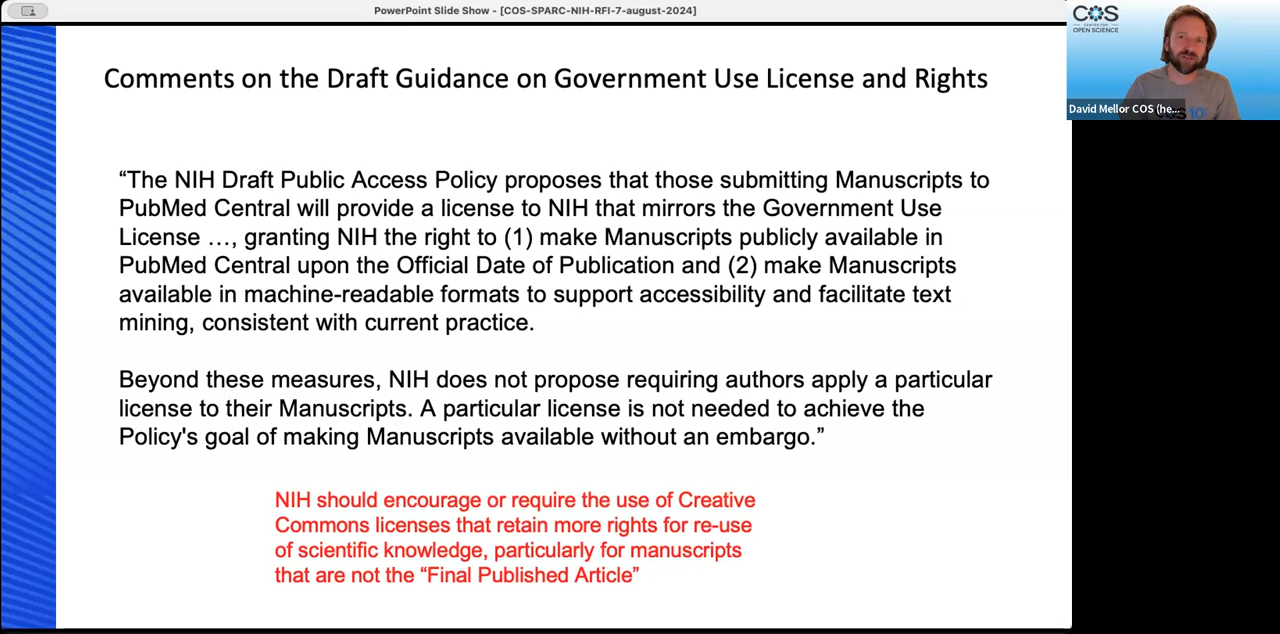 PowerPoint Slide Show - [COS-SPARC-NIH-RFI-7-august-2024]
COS
CENTER FOR
OPEN SCIENCE
David Mellor COS (he...
Comments on the Draft Guidance on Government Use License and Rights
“The NIH Draft Public Access Policy proposes that those submitting Manuscripts to
PubMed Central will provide a license to NIH that mirrors the Government Use
License …, granting NIH the right to (1) make Manuscripts publicly available in
PubMed Central upon the Official Date of Publication and (2) make Manuscripts
available in machine-readable formats to support accessibility and facilitate text
mining, consistent with current practice.
Beyond these measures, NIH does not propose requiring authors apply a particular
license to their Manuscripts. A particular license is not needed to achieve the
Policy's goal of making Manuscripts available without an embargo.”
NIH should encourage or require the use of Creative
Commons licenses that retain more rights for re-use
of scientific knowledge, particularly for manuscripts
that are not the “Final Published Article”